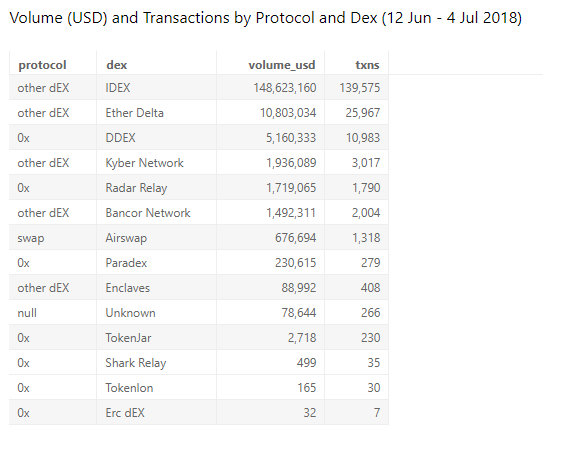 Volume (USD) and Transactions by Protocol and Dex (12 Jun - 4 Jul 2018)
protocol dex volume_usd txns
other dEX IDEX 148,623,160 139,575
other dEX Ether Delta 10,803,034 25,967
0x DDEX 5,160,333 10,983
other dEX Kyber Network 1,936,089 3,017
0x Radar Relay 1,719,065 1,790
other dEX Bancor Network 1,492,311 2,004
swap Airswap 676,694 1,318
0x Paradex 230,615 279
other dEX Enclaves 88,992 408
null Unknown 78,644 266
0x TokenJar 2,718 230
0x Shark Relay 499 35
0x Tokenlon 165 30
0x Erc dEX 32 7